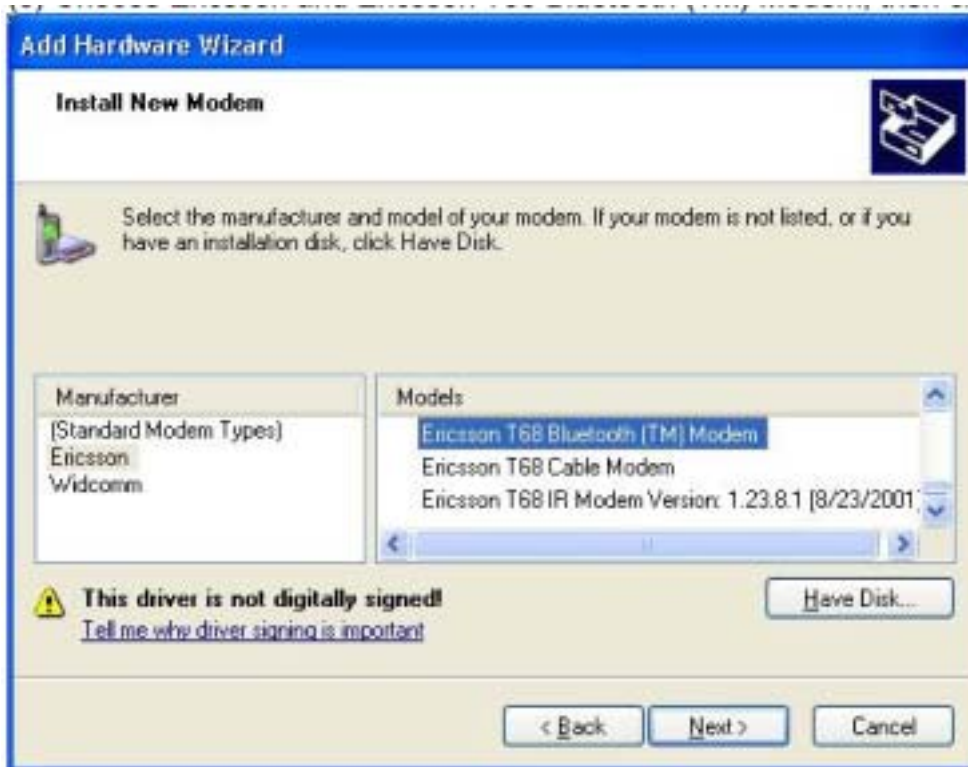 Add Hardware Wizard
Install New Modem
Select the manufacturer and model of your modem. If your modem is not listed, or if you
have an installation disk, click Have Disk.
Manufacturer
(Standard Modem Types)
Ericsson
Widcomm
Models
Ericsson T68 Bluetooth (TM) Modem
Ericsson T68 Cable Modem
Ericsson T68 IR Modem Version: 1.23.8.1 [8/23/2001]
This driver is not digitally signed!
Tell me why driver signing is important
Have Disk...
< Back
Next >
Cancel